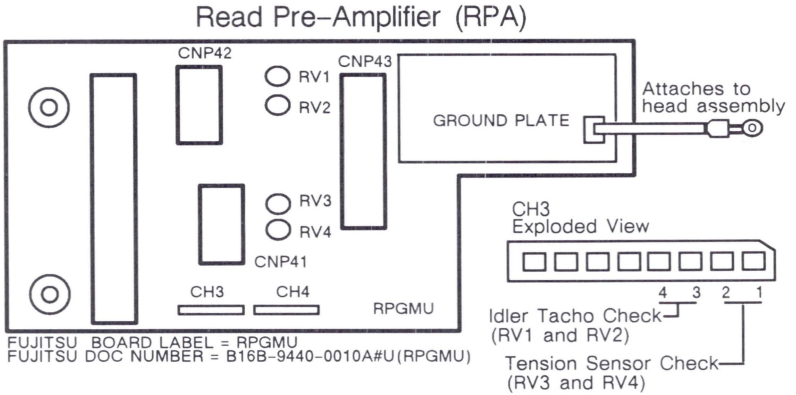 Read Pre-Amplifier (RPA)
CNP42
RV1
RV2
CNP43
GROUND PLATE
Attaches to
head assembly
RV3
RV4
CNP41
CH3
CH4
RPGMU
CH3
Exploded View
4 3 2 1
Idler Tacho Check
(RV1 and RV2)
Tension Sensor Check
(RV3 and RV4)
FUJITSU BOARD LABEL = RPGMU
FUJITSU DOC NUMBER = B16B-9440-0010A#U(RPGMU)